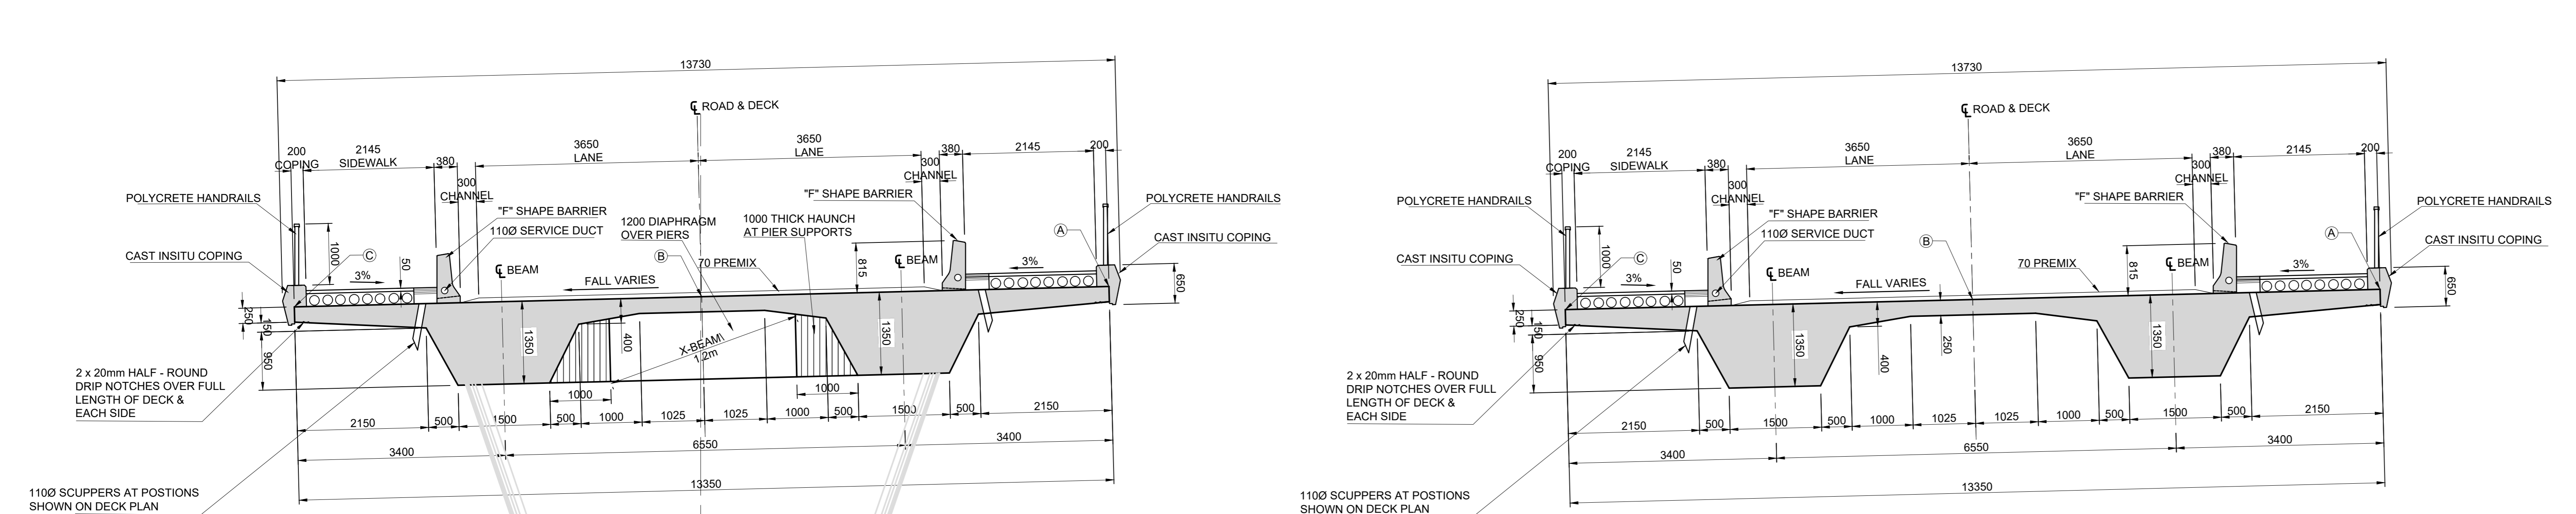 13730
℄ ROAD & DECK
3650
LANE
3650
LANE
200
COPING
2145
SIDEWALK
380
300
CHANNEL
380
300
CHANNEL
2145
200
POLYCRETE HANDRAILS
"F" SHAPE BARRIER
110Ø SERVICE DUCT
1200 DIAPHRAGM
OVER PIERS
1000 THICK HAUNCH
AT PIER SUPPORTS
"F" SHAPE BARRIER
POLYCRETE HANDRAILS
CAST INSITU COPING
1000
C
3%
50
℄ BEAM
B
70 PREMIX
FALL VARIES
815
℄ BEAM
3%
A
CAST INSITU COPING
650
250
150
950
1350
400
X-BEAM\
1.2m
1350
2 x 20mm HALF - ROUND
DRIP NOTCHES OVER FULL
LENGTH OF DECK &
EACH SIDE
1000
1000
2150
500
1500
500
1000
1025
1025
1000
500
1500
500
2150
3400
6550
3400
13350
110Ø SCUPPERS AT POSTIONS
SHOWN ON DECK PLAN
13730
℄ ROAD & DECK
3650
LANE
3650
LANE
200
COPING
2145
SIDEWALK
380
300
CHANNEL
380
300
CHANNEL
2145
200
POLYCRETE HANDRAILS
"F" SHAPE BARRIER
110Ø SERVICE DUCT
"F" SHAPE BARRIER
POLYCRETE HANDRAILS
CAST INSITU COPING
1000
C
3%
50
℄ BEAM
B
70 PREMIX
FALL VARIES
815
℄ BEAM
3%
A
CAST INSITU COPING
650
250
150
950
1350
400
250
1350
2 x 20mm HALF - ROUND
DRIP NOTCHES OVER FULL
LENGTH OF DECK &
EACH SIDE
2150
500
1500
500
1000
1025
1025
1000
500
1500
500
2150
3400
6550
3400
13350
110Ø SCUPPERS AT POSTIONS
SHOWN ON DECK PLAN